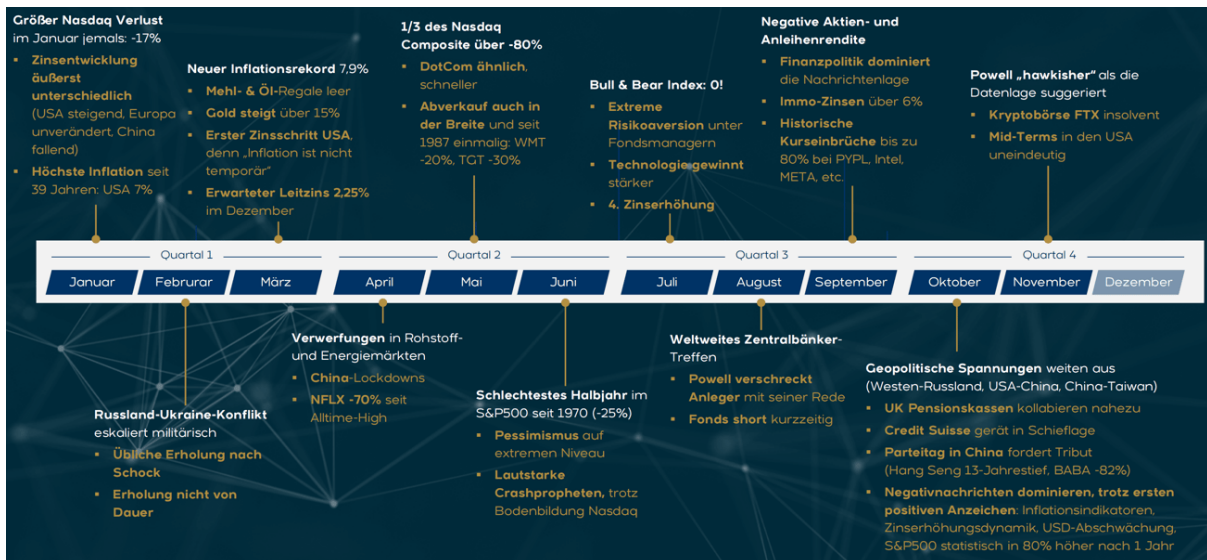 Größer Nasdaq Verlust
im Januar jemals: -17%
▪ Zinsentwicklung
äußerst
unterschiedlich
(USA steigend, Europa
unverändert, China
fallend)
▪ Höchste Inflation seit
39 Jahren: USA 7%
Neuer Inflationsrekord 7,9%
▪ Mehl- & Öl-Regale leer
▪ Gold steigt über 15%
▪ Erster Zinsschritt USA,
denn „Inflation ist nicht
temporär“
▪ Erwarteter Leitzins 2,25%
im Dezember
1/3 des Nasdaq
Composite über -80%
▪ DotCom ähnlich,
schneller
▪ Abverkauf auch in
der Breite und seit
1987 einmalig: WMT
-20%, TGT -30%
Bull & Bear Index: 0!
▪ Extreme
Risikoaversion unter
Fondsmanagern
▪ Technologie gewinnt
stärker
▪ 4. Zinserhöhung
Negative Aktien- und
Anleihenrendite
▪ Finanzpolitik dominiert
die Nachrichtenlage
▪ Immo-Zinsen über 6%
▪ Historische
Kurseinbrüche bis zu
80% bei PYPL, Intel,
META, etc.
Powell „hawkisher“ als die
Datenlage suggeriert
▪ Kryptobörse FTX insolvent
▪ Mid-Terms in den USA
uneindeutig
Quartal 1 Quartal 2 Quartal 3 Quartal 4
Januar Februrar März April Mai Juni Juli August September Oktober November Dezember
Russland-Ukraine-Konflikt
eskaliert militärisch
▪ Übliche Erholung nach
Schock
▪ Erholung nicht von
Dauer
Verwerfungen in Rohstoff-
und Energiemärkten
▪ China-Lockdowns
▪ NFLX -70% seit
Alltime-High
Schlechtestes Halbjahr im
S&P500 seit 1970 (-25%)
▪ Pessimismus auf
extremen Niveau
▪ Lautstarke
Crashpropheten, trotz
Bodenbildung Nasdaq
Weltweites Zentralbänker-
Treffen
▪ Powell verschreckt
Anleger mit seiner Rede
▪ Fonds short kurzzeitig
Geopolitische Spannungen weiten aus
(Westen-Russland, USA-China, China-Taiwan)
▪ UK Pensionskassen kollabieren nahezu
▪ Credit Suisse gerät in Schieflage
▪ Parteitag in China fordert Tribut
(Hang Seng 13-Jahrestief, BABA -82%)
▪ Negativnachrichten dominieren, trotz ersten
positiven Anzeichen: Inflationsindikatoren,
Zinserhöhungsdynamik, USD-Abschwächung,
S&P500 statistisch in 80% höher nach 1 Jahr